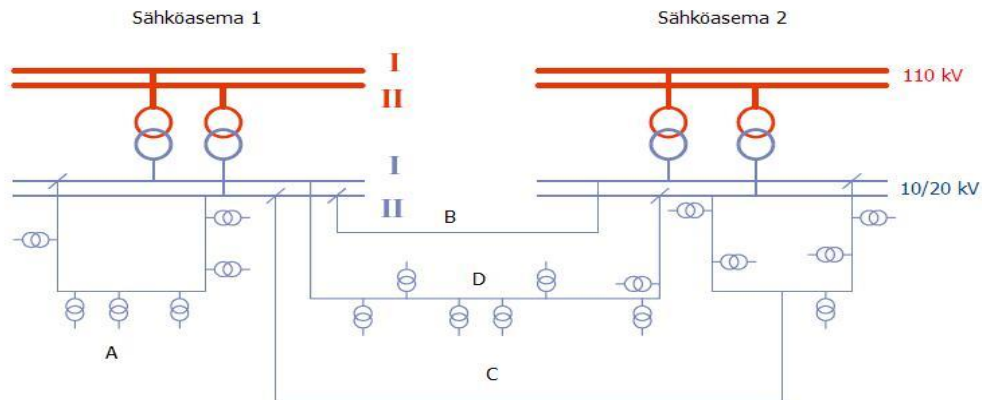 Sähköasema 1
Sähköasema 2
I
II
110 kV
I
II
10/20 kV
B
D
A
C